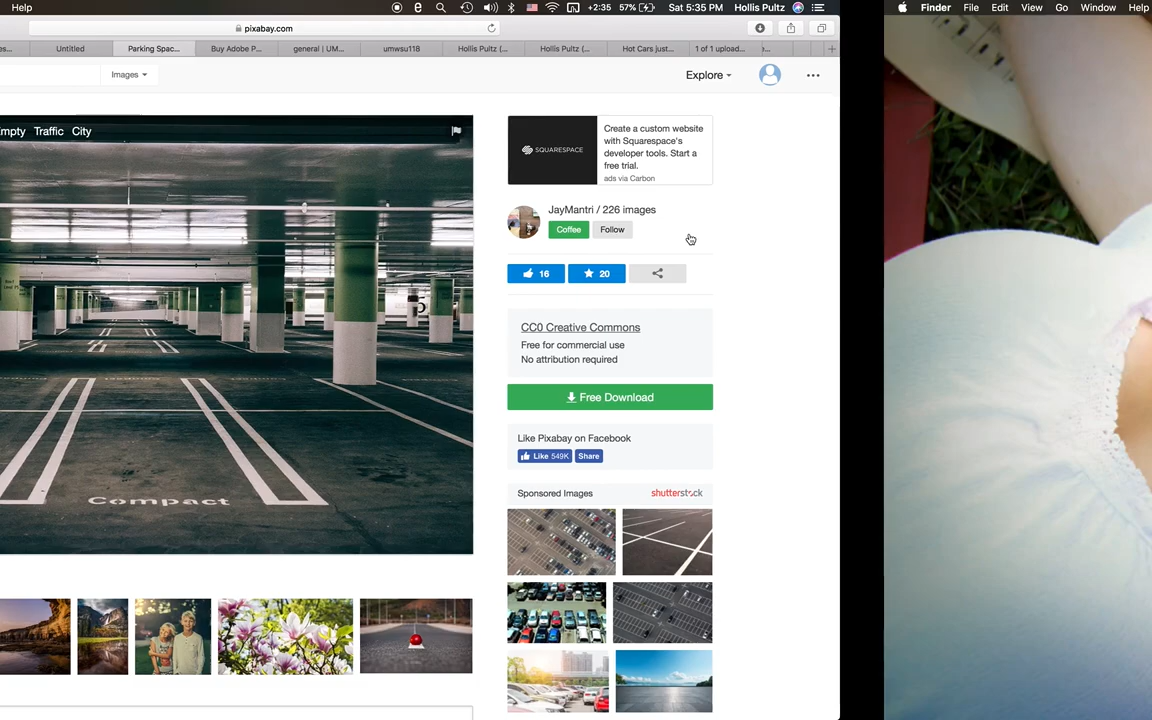 Help +2:35 57% Sat 5:35 PM Hollis Pultz Finder File Edit View Go Window Help
pixabay.com
Untitled Parking Spac... Buy Adobe P... general | UM... umwsu118 Hollis Pultz (... Hollis Pultz (... Hot Cars just... 1 of 1 upload...
Images Explore
Empty Traffic City
SQUARESPACE
Create a custom website
with Squarespace's
developer tools. Start a
free trial.
ads via Carbon
JayMantri / 226 images
Coffee Follow
16 20
CC0 Creative Commons
Free for commercial use
No attribution required
Free Download
Like Pixabay on Facebook
Like 549K Share
Sponsored Images shutterstock
5
Compact